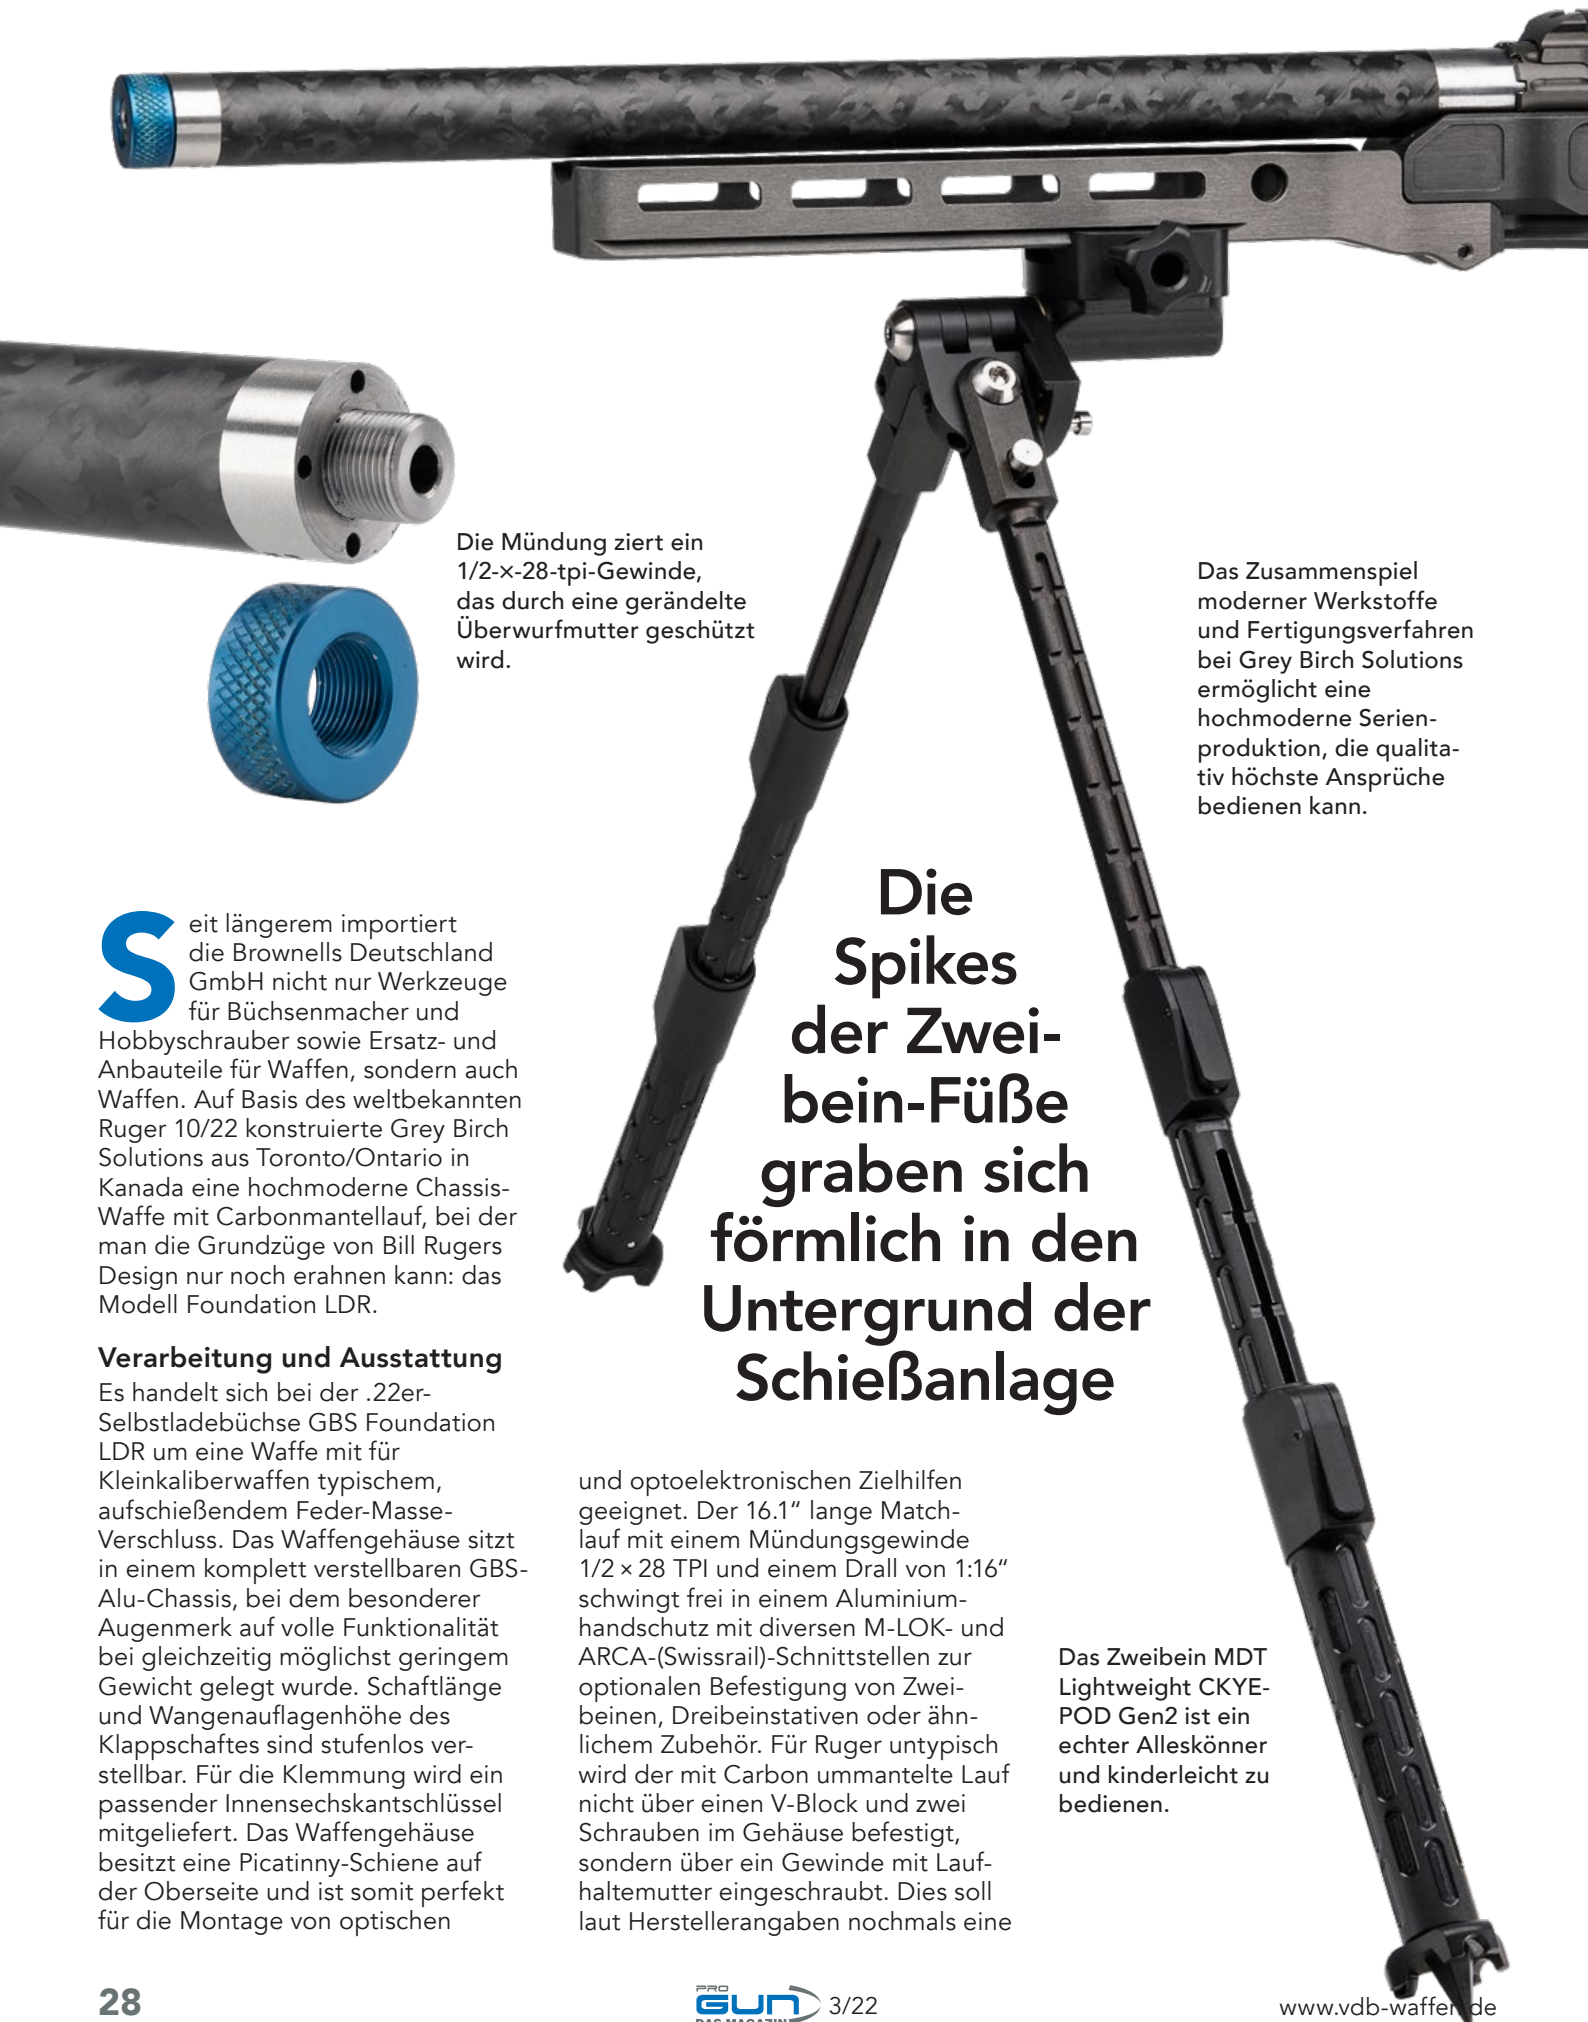 Die Mündung ziert ein
1/2-×-28-tpi-Gewinde,
das durch eine gerändelte
Überwurfmutter geschützt
wird.
Das Zusammenspiel
moderner Werkstoffe
und Fertigungsverfahren
bei Grey Birch Solutions
ermöglicht eine
hochmoderne Serien-
produktion, die qualita-
tiv höchste Ansprüche
bedienen kann.
Die
Spikes
der Zwei-
bein-Füße
graben sich
förmlich in den
Untergrund der
Schießanlage
Seit längerem importiert
die Brownells Deutschland
GmbH nicht nur Werkzeuge
für Büchsenmacher und
Hobbyschrauber sowie Ersatz- und
Anbauteile für Waffen, sondern auch
Waffen. Auf Basis des weltbekannten
Ruger 10/22 konstruierte Grey Birch
Solutions aus Toronto/Ontario in
Kanada eine hochmoderne Chassis-
Waffe mit Carbonmantellauf, bei der
man die Grundzüge von Bill Rugers
Design nur noch erahnen kann: das
Modell Foundation LDR.
Verarbeitung und Ausstattung
Es handelt sich bei der .22er-
Selbstladebüchse GBS Foundation
LDR um eine Waffe mit für
Kleinkaliberwaffen typischem,
aufschießendem Feder-Masse-
Verschluss. Das Waffengehäuse sitzt
in einem komplett verstellbaren GBS-
Alu-Chassis, bei dem besonderer
Augenmerk auf volle Funktionalität
bei gleichzeitig möglichst geringem
Gewicht gelegt wurde. Schaftlänge
und Wangenauflagenhöhe des
Klappschaftes sind stufenlos ver-
stellbar. Für die Klemmung wird ein
passender Innensechskantschlüssel
mitgeliefert. Das Waffengehäuse
besitzt eine Picatinny-Schiene auf
der Oberseite und ist somit perfekt
für die Montage von optischen
und optoelektronischen Zielhilfen
geeignet. Der 16.1“ lange Match-
lauf mit einem Mündungsgewinde
1/2 × 28 TPI und einem Drall von 1:16“
schwingt frei in einem Aluminium-
handschutz mit diversen M-LOK- und
ARCA-(Swissrail)-Schnittstellen zur
optionalen Befestigung von Zwei-
beinen, Dreibeinstativen oder ähn-
lichem Zubehör. Für Ruger untypisch
wird der mit Carbon ummantelte Lauf
nicht über einen V-Block und zwei
Schrauben im Gehäuse befestigt,
sondern über ein Gewinde mit Lauf-
haltemutter eingeschraubt. Dies soll
laut Herstellerangaben nochmals eine
Das Zweibein MDT
Lightweight CKYE-
POD Gen2 ist ein
echter Alleskönner
und kinderleicht zu
bedienen.
28
PRO
GUN
DAS MAGAZIN
3/22
www.vdb-waffen.de